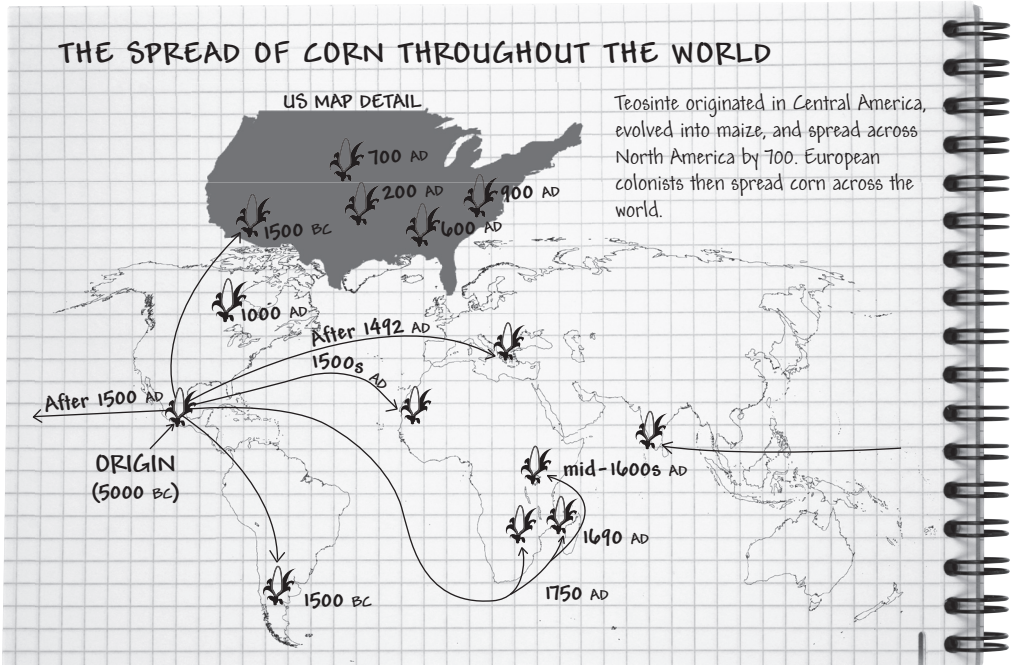 THE SPREAD OF CORN THROUGHOUT THE WORLD
US MAP DETAIL
Teosinte originated in Central America,
evolved into maize, and spread across
North America by 700. European
colonists then spread corn across the
world.
700 AD
200 AD
900 AD
1500 BC
600 AD
1000 AD
After 1492 AD
1500s AD
After 1500 AD
ORIGIN
(5000 BC)
mid-1600s AD
1690 AD
1750 AD
1500 BC